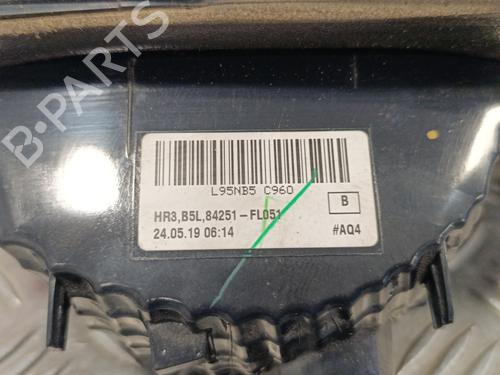 B-PARTS
L95NB5 C960
HR3,B5L,84251-FL051
B
24.05.19 06:14
#AQ4